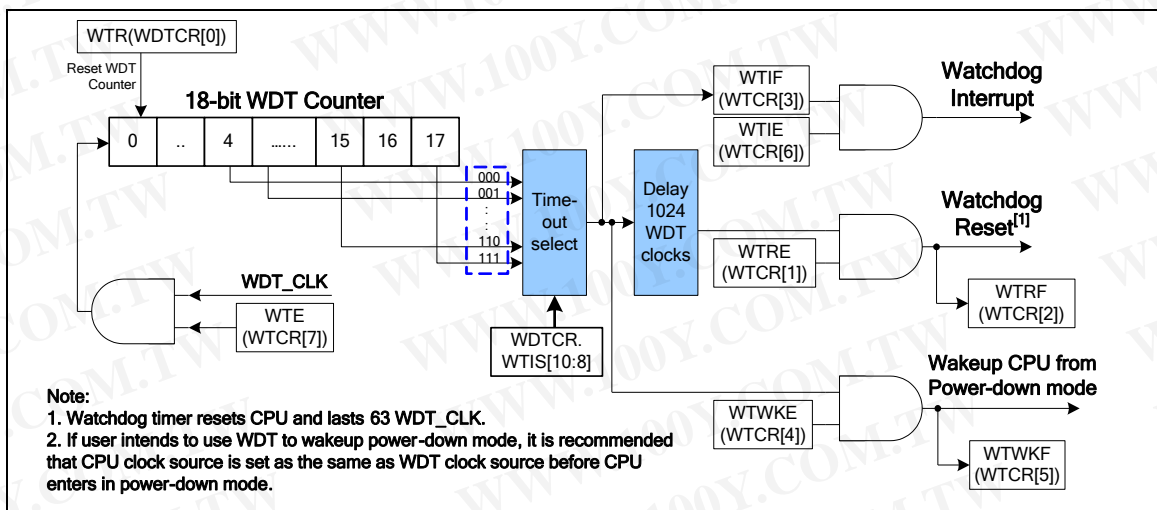 WTR(WDTCR[0])
Reset WDT
Counter
18-bit WDT Counter
0 .. 4 ...... 15 16 17
000
001
:
:
110
111
Time-
out
select
WDTCR.
WTIS[10:8]
WDT_CLK
WTE
(WTCR[7])
WTIF
(WTCR[3])
WTIE
(WTCR[6])
Watchdog
Interrupt
Delay
1024
WDT
clocks
WTRE
(WTCR[1])
Watchdog
Reset[1]
WTRF
(WTCR[2])
Wakeup CPU from
Power-down mode
WTWKE
(WTCR[4])
WTWKF
(WTCR[5])
Note:
1. Watchdog timer resets CPU and lasts 63 WDT_CLK.
2. If user intends to use WDT to wakeup power-down mode, it is recommended
that CPU clock source is set as the same as WDT clock source before CPU
enters in power-down mode.
WWW.100Y.COM.TW